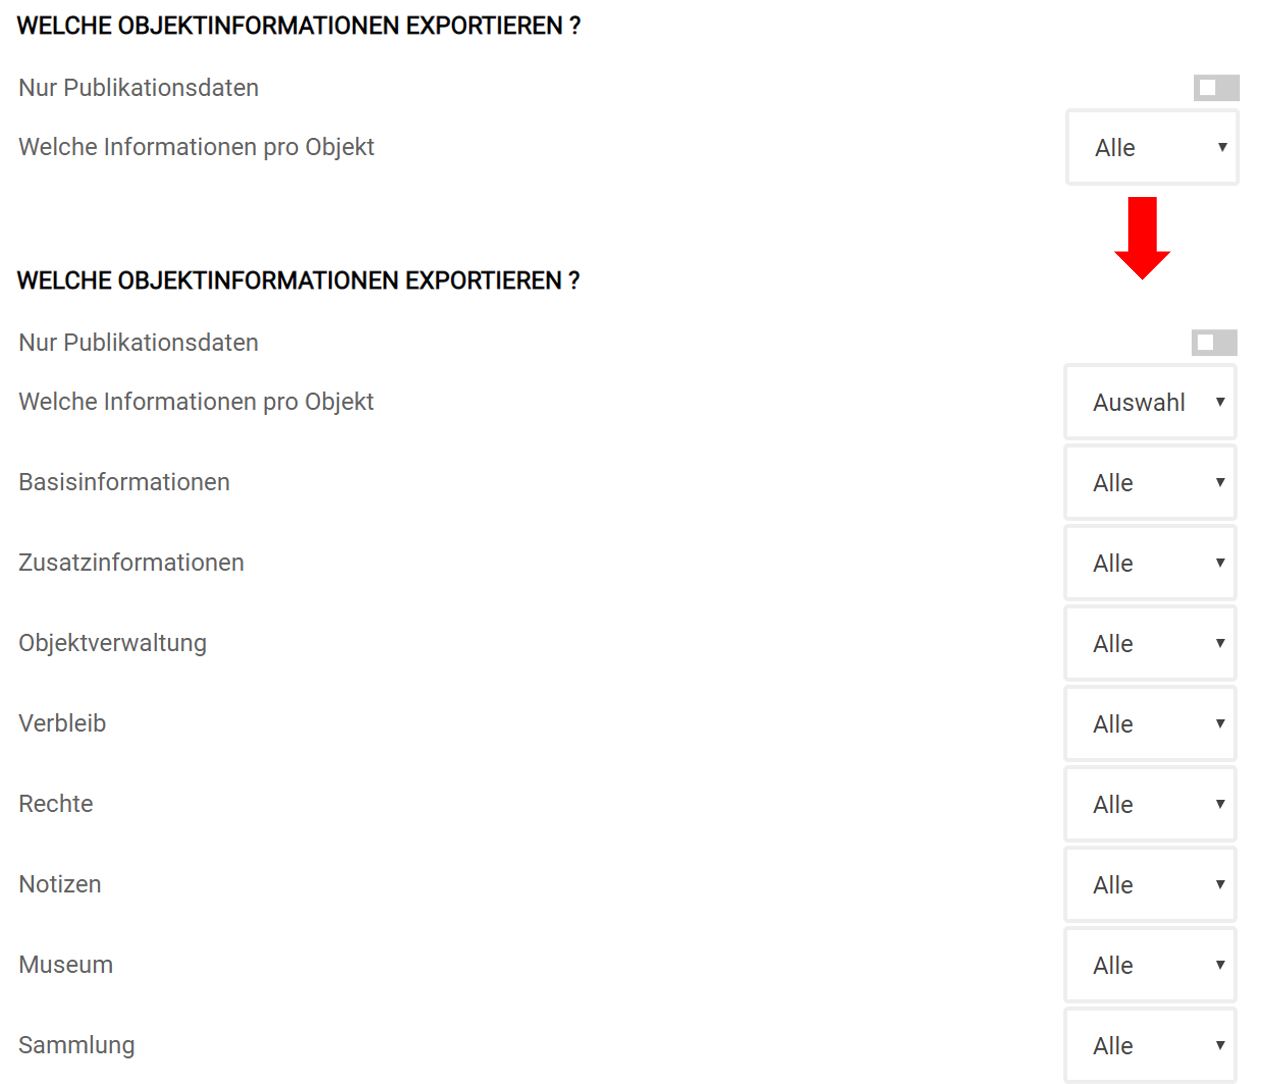 WELCHE OBJEKTINFORMATIONEN EXPORTIEREN ?
Nur Publikationsdaten
Welche Informationen pro Objekt Alle
WELCHE OBJEKTINFORMATIONEN EXPORTIEREN ?
Nur Publikationsdaten
Welche Informationen pro Objekt Auswahl
Basisinformationen Alle
Zusatzinformationen Alle
Objektverwaltung Alle
Verbleib Alle
Rechte Alle
Notizen Alle
Museum Alle
Sammlung Alle